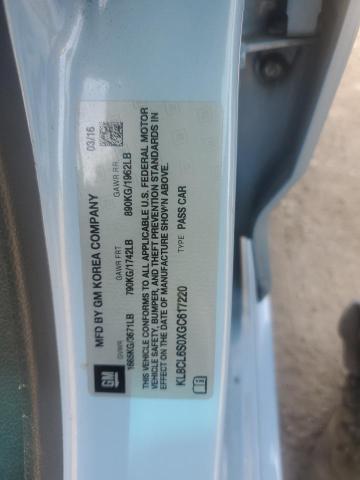 GM
MFD BY GM KOREA COMPANY
03/16
GVWR
GAWR FRT
GAWR RR
1665KG/3671LB
790KG/1742LB
890KG/1962LB
THIS VEHICLE CONFORMS TO ALL APPLICABLE U.S. FEDERAL MOTOR
VEHICLE SAFETY, BUMPER, AND THEFT PREVENTION STANDARDS IN
EFFECT ON THE DATE OF MANUFACTURE SHOWN ABOVE.
KL8CL6S0XGC617220
TYPE: PASS CAR